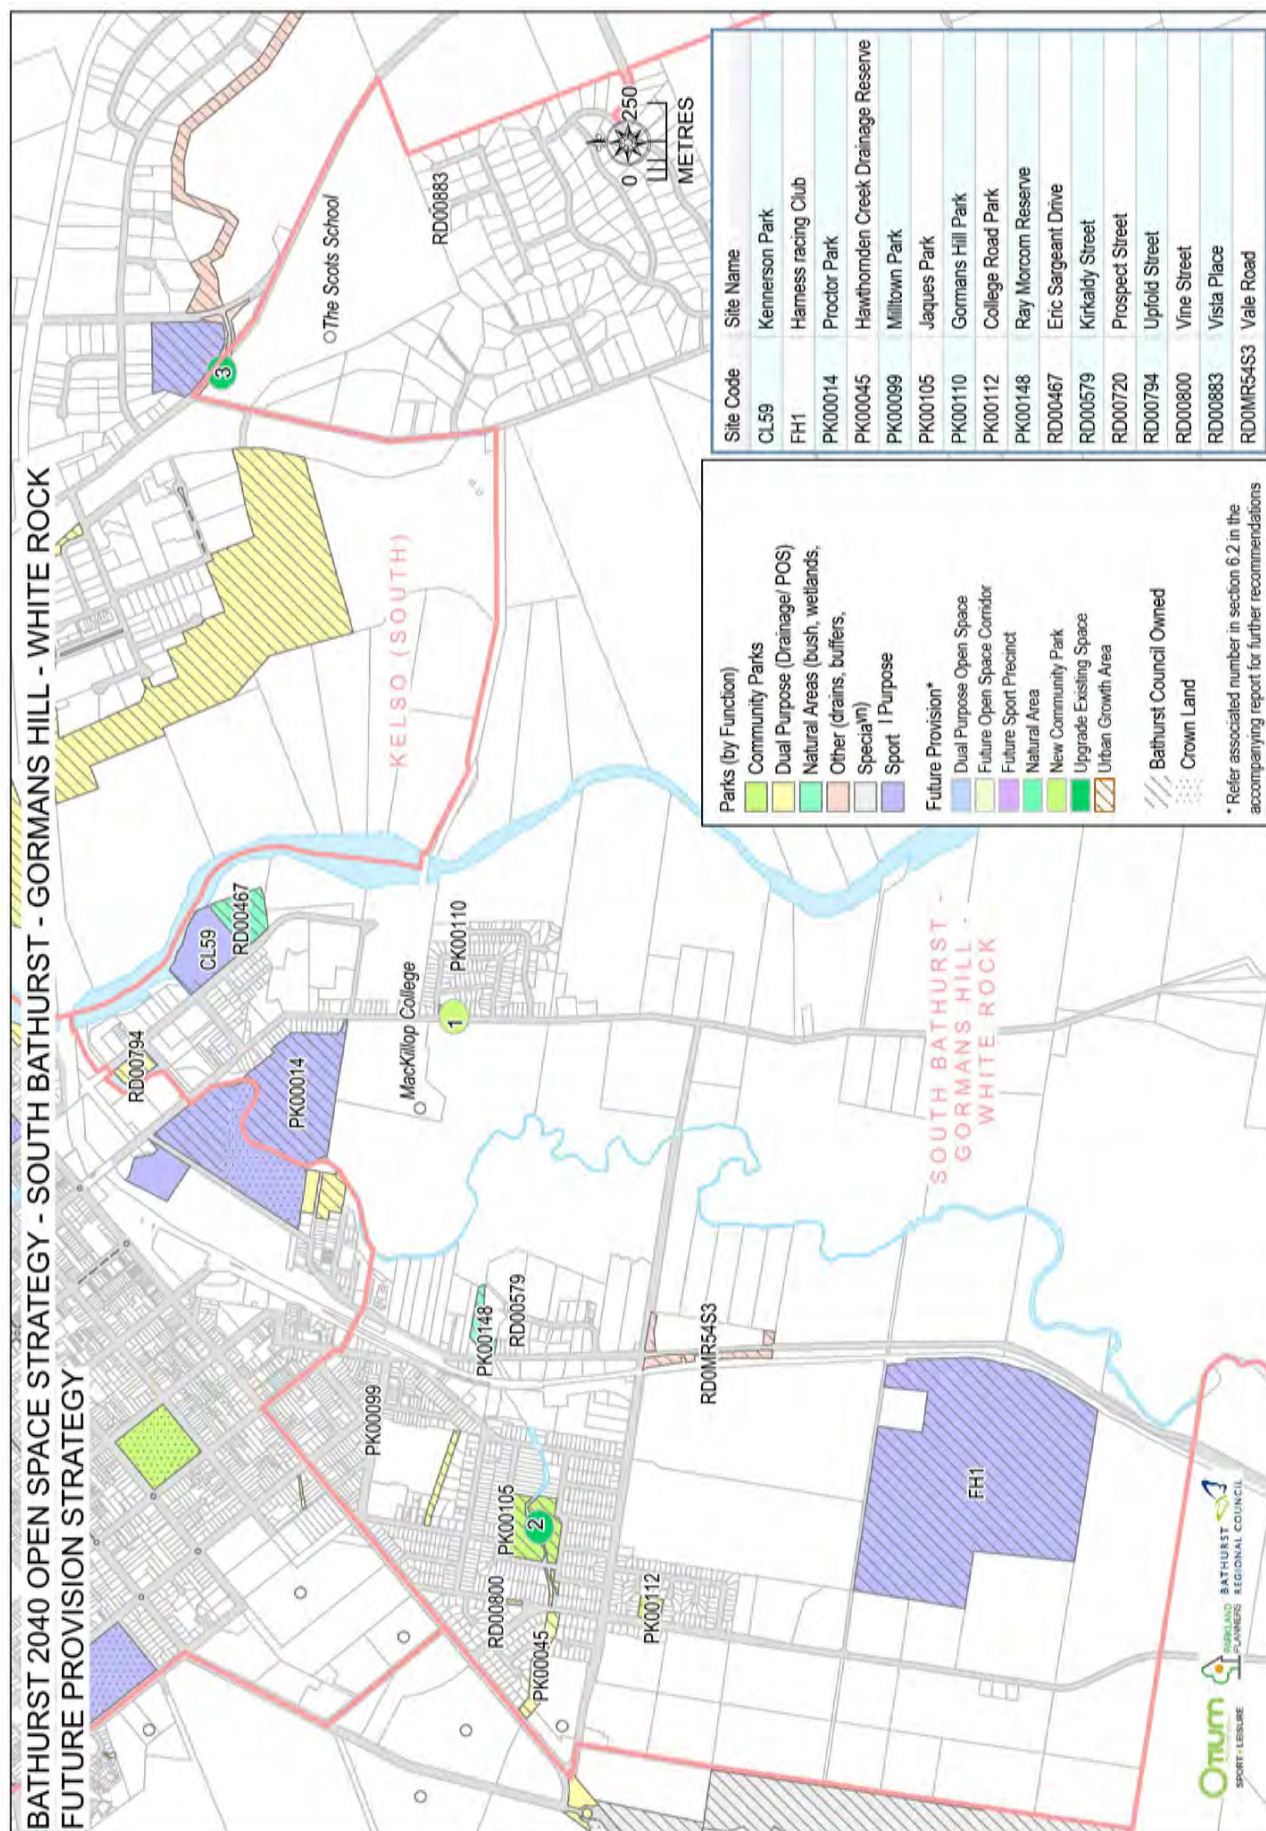 BATHURST 2040 OPEN SPACE STRATEGY - SOUTH BATHURST - GORMANS HILL - WHITE ROCK
FUTURE PROVISION STRATEGY
RD00794
CL59
RD00467
PK00014
KELSO (SOUTH)
3
The Scots School
RD00883
0 250
METRES
MacKillop College
1
PK00110
PK00099
PK00148
RD00579
PK00105
2
RD00800
PK00045
PK00112
RD0MR54S3
FH1
SOUTH BATHURST -
GORMANS HILL -
WHITE ROCK
Parks (by Function)
Community Parks
Dual Purpose (Drainage/ POS)
Natural Areas (bush, wetlands,
Other (drains, buffers,
Specia
Sport l Purpose
Future Provision*
Dual Purpose Open Space
Future Open Space Corridor
Future Sport Precinct
Natural Area
New Community Park
Upgrade Existing Space
Urban Growth Area
Bathurst Council Owned
Crown Land
* Refer associated number in section 6.2 in the
accompanying report for further recommendations
Site Code Site Name
CL59 Kennerson Park
FH1 Harness racing Club
PK00014 Proctor Park
PK00045 Hawthornden Creek Drainage Reserve
PK00099 Milltown Park
PK00105 Jaques Park
PK00110 Gormans Hill Park
PK00112 College Road Park
PK00148 Ray Morcom Reserve
RD00467 Eric Sargeant Drive
RD00579 Kirkaldy Street
RD00720 Prospect Street
RD00794 Upfold Street
RD00800 Vine Street
RD00883 Vista Place
RD0MR54S3 Vale Road
Otium
SPORT + LEISURE
PARKLAND
PLANNERS
BATHURST
REGIONAL COUNCIL